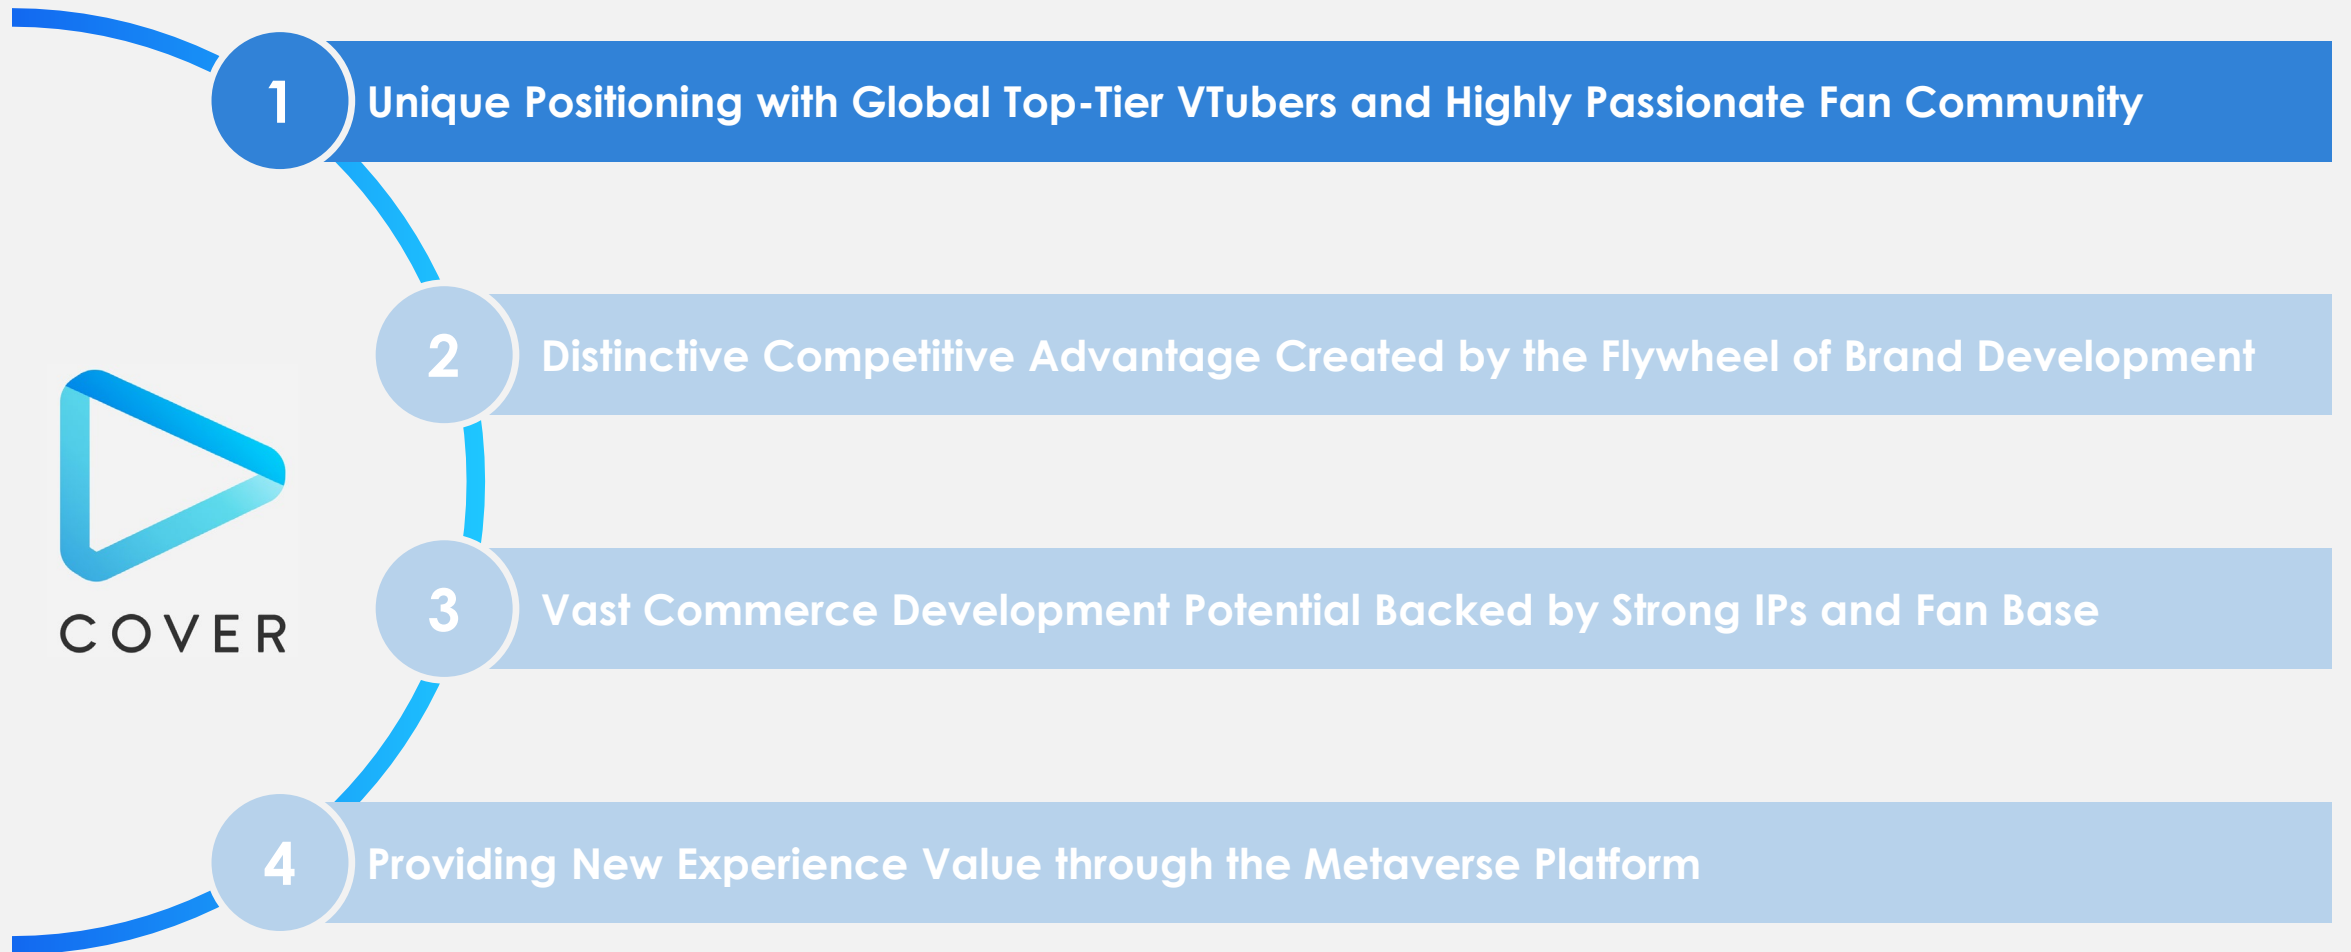 1
Unique Positioning with Global Top-Tier VTubers and Highly Passionate Fan Community
2
Distinctive Competitive Advantage Created by the Flywheel of Brand Development
3
Vast Commerce Development Potential Backed by Strong IPs and Fan Base
COVER
4
Providing New Experience Value through the Metaverse Platform